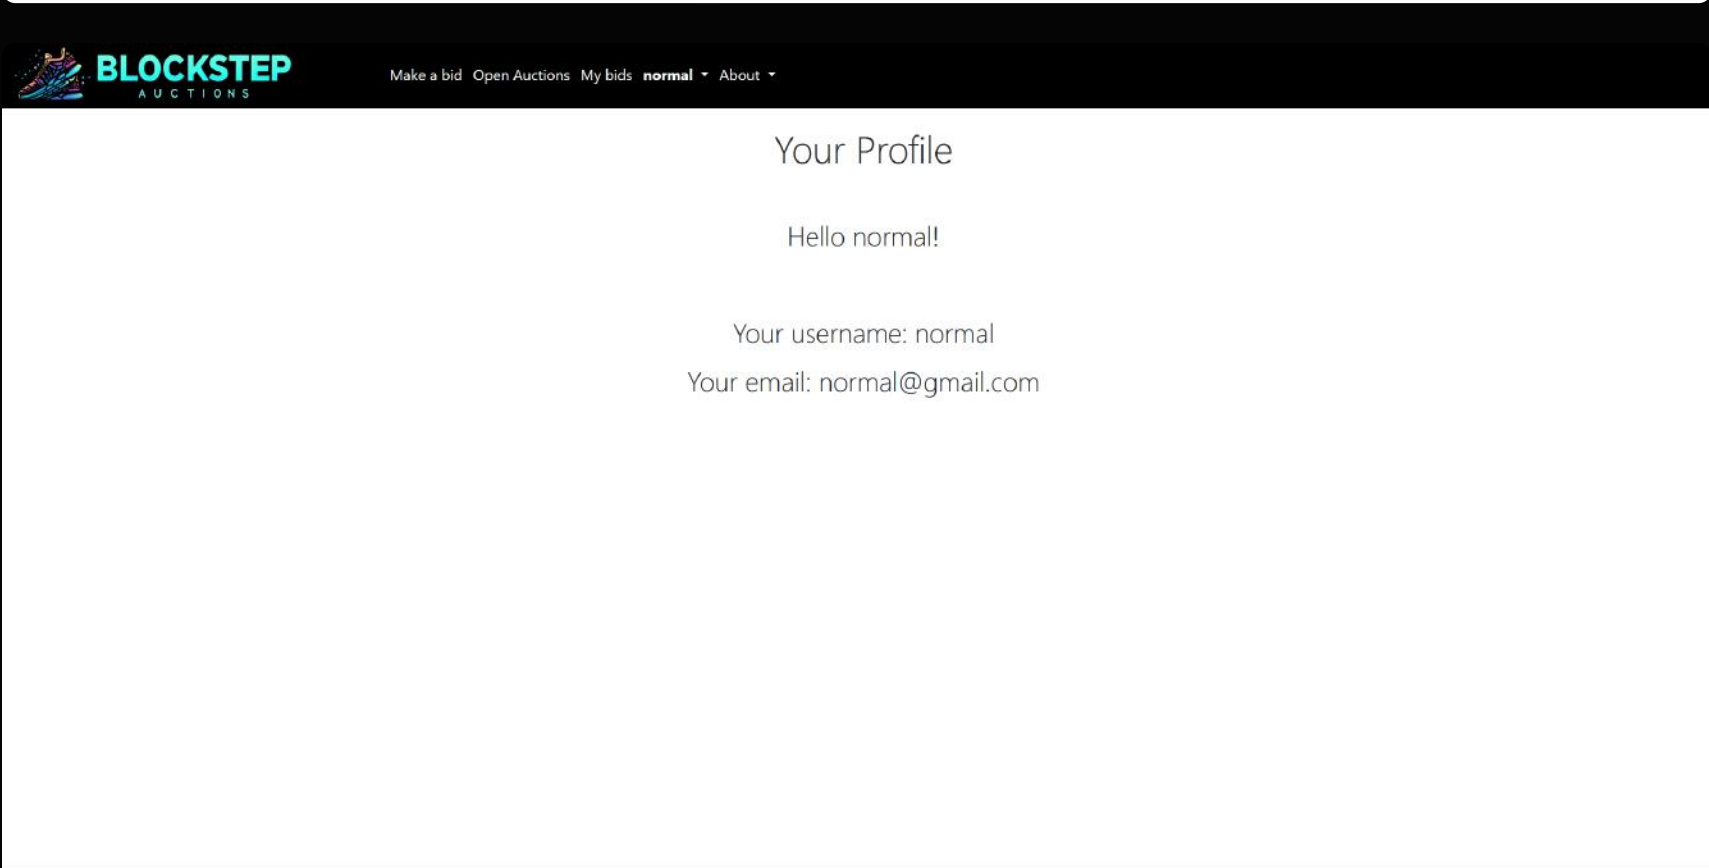 BLOCKSTEP
AUCTIONS
Make a bid Open Auctions My bids normal About
Your Profile
Hello normal!
Your username: normal
Your email: normal@gmail.com